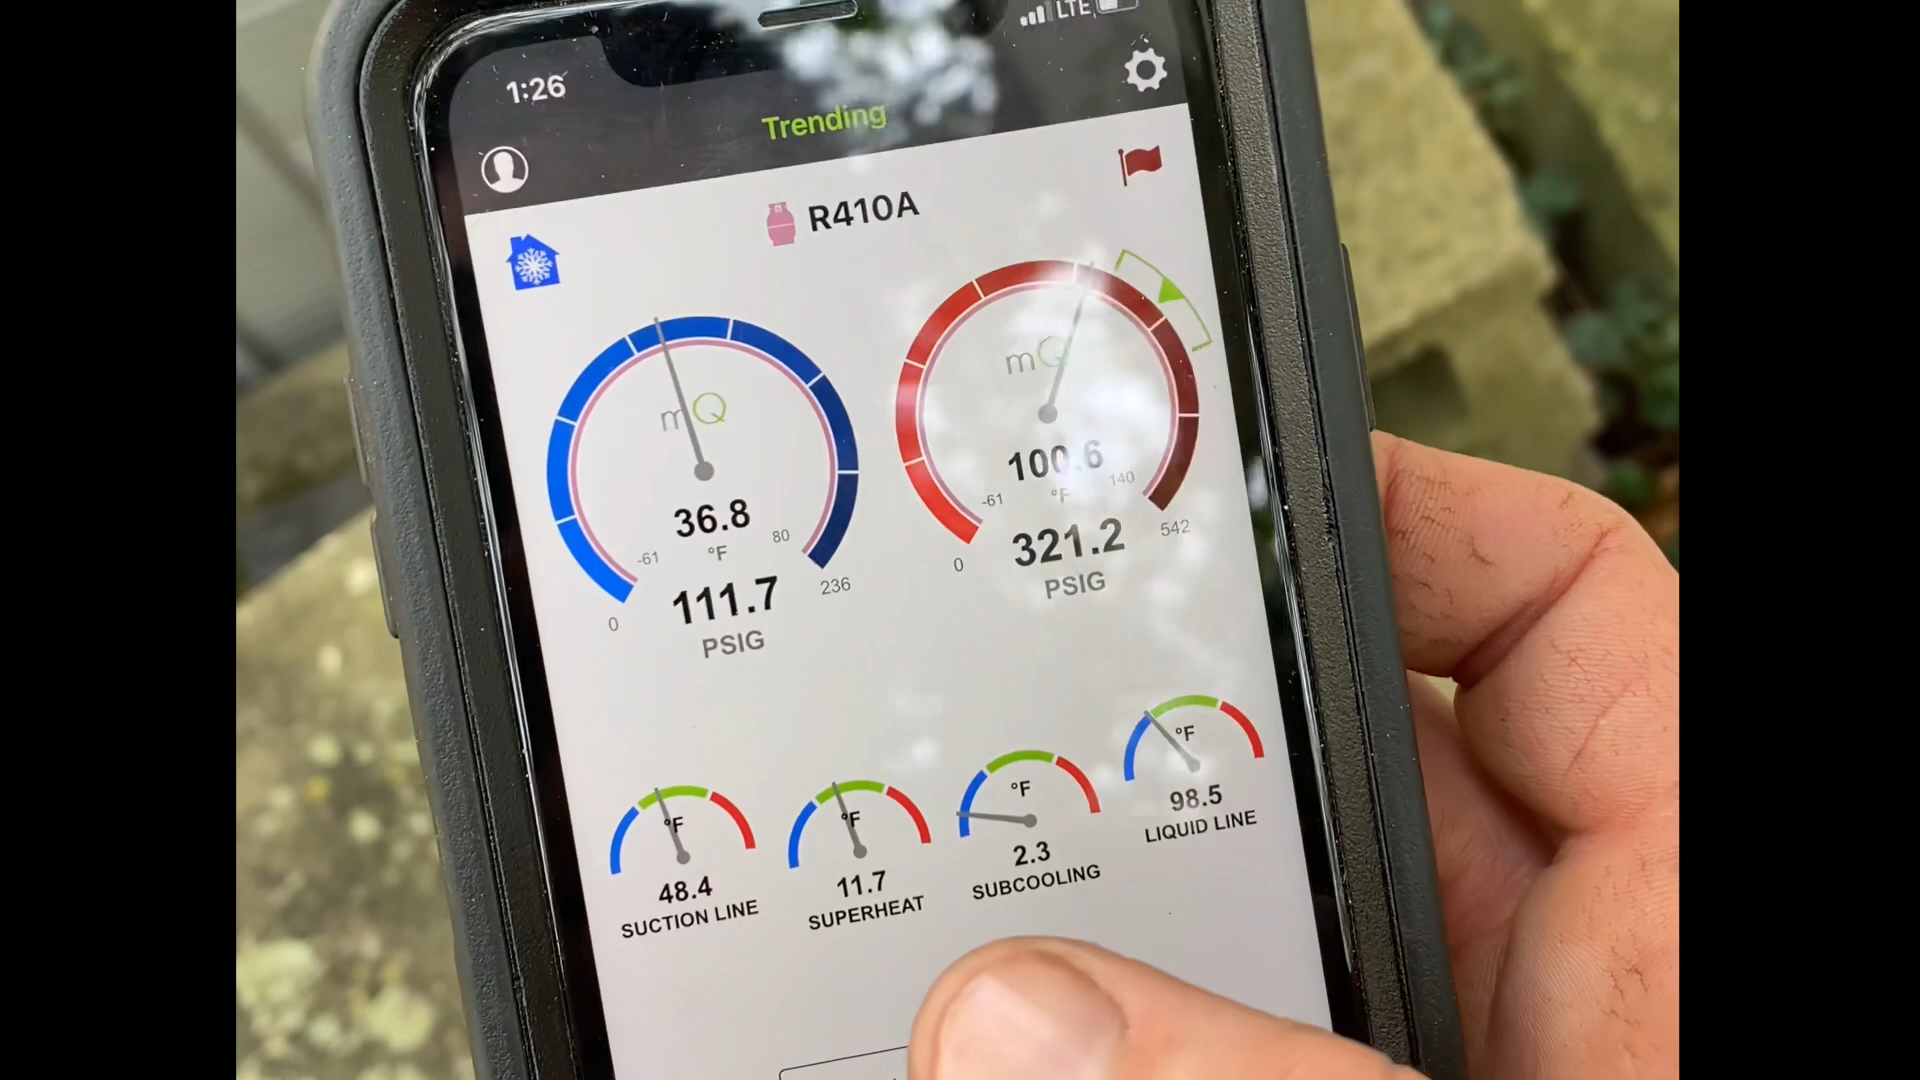 1:26
LTE
Trending
R410A
mQ
36.8
°F
-61
80
111.7
PSIG
0
236
mQ
100.6
°F
-61
140
321.2
PSIG
0
542
°F
48.4
SUCTION LINE
°F
11.7
SUPERHEAT
°F
2.3
SUBCOOLING
°F
98.5
LIQUID LINE